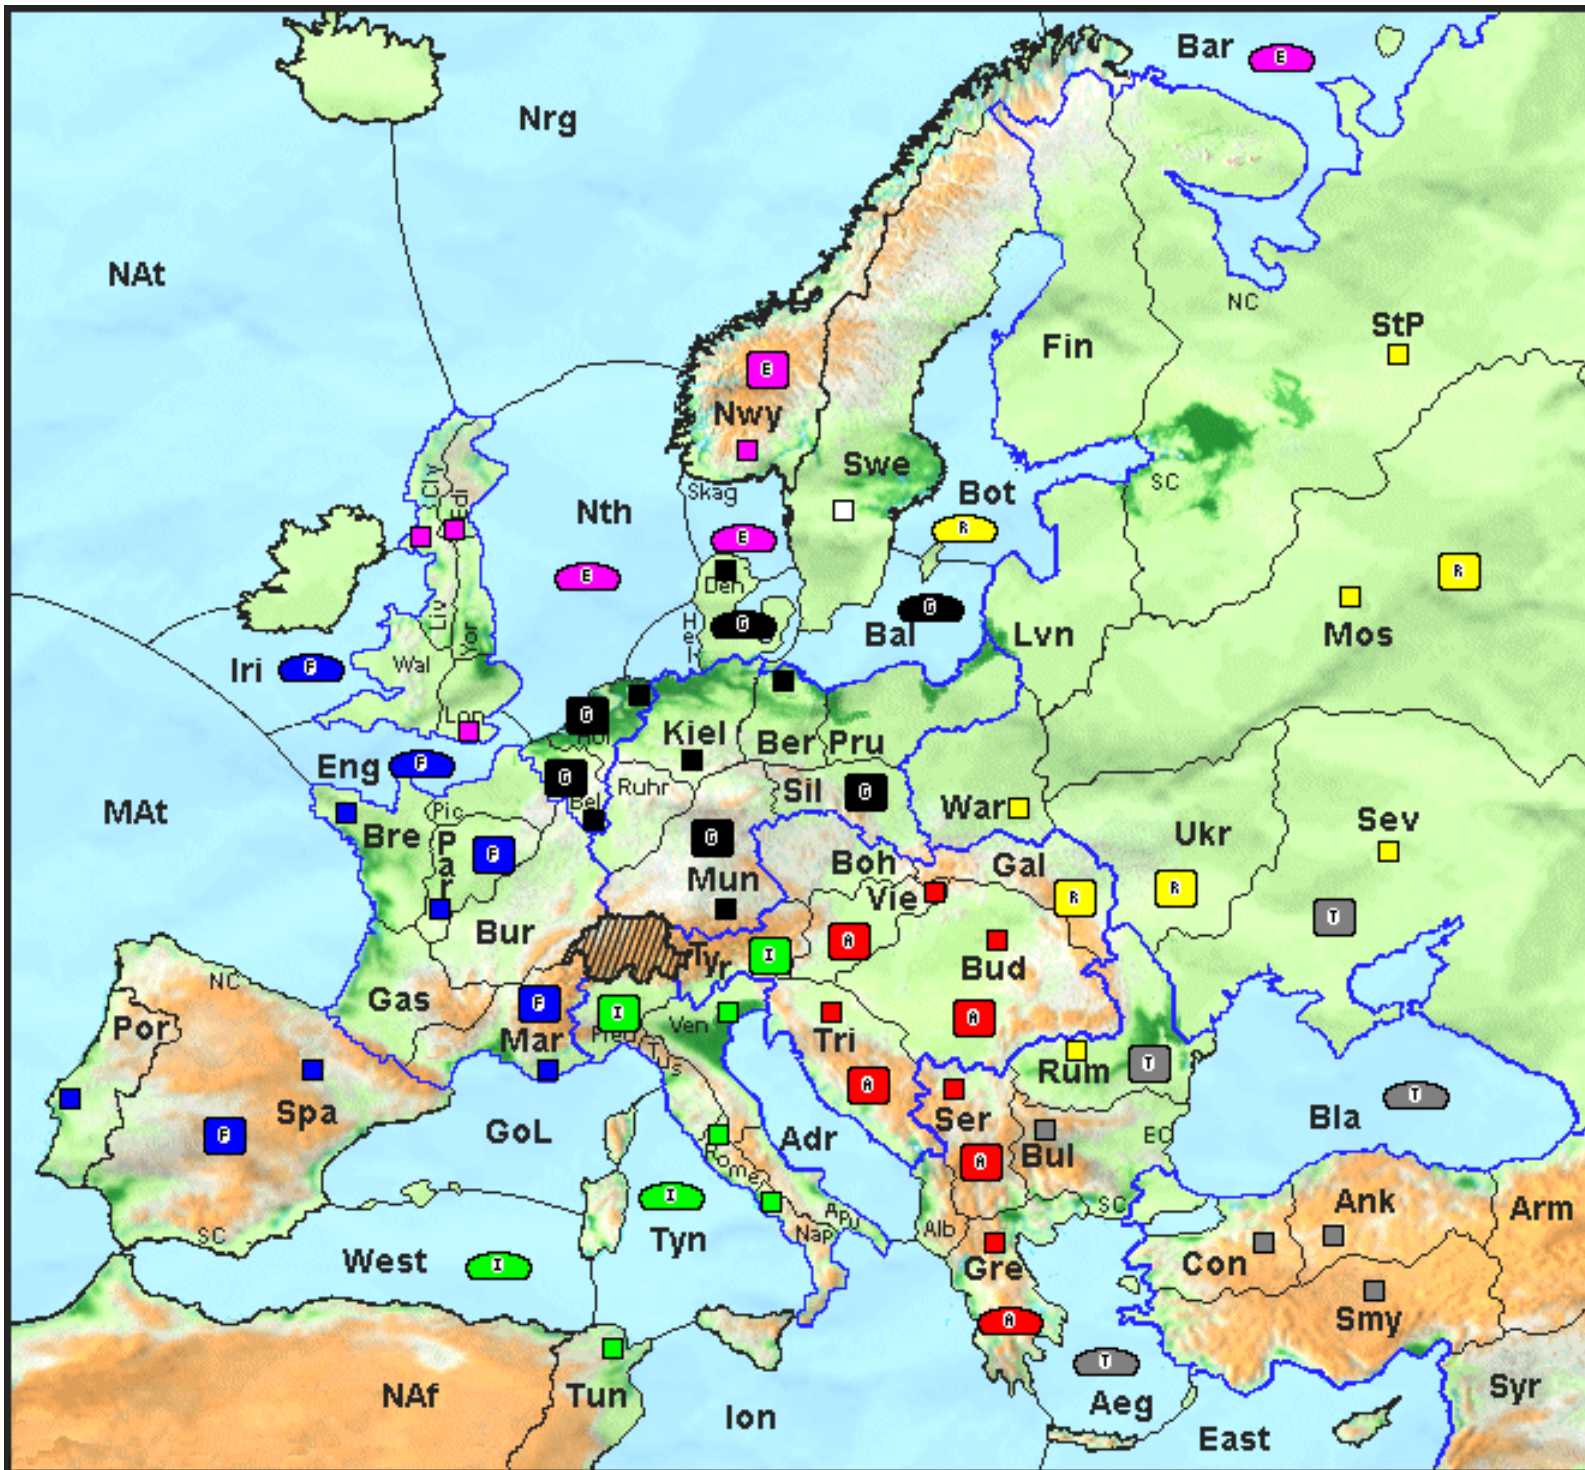 Bar
E
Nrg
NAt
NC
StP
Fin
E
Nwy
Swe
Cly
Edi
SC
Skag
Bot
Nth
R
E
E
R
Den
G
G
Hel
Liv
Yor
Bal
Lvn
Mos
Iri
F
Wal
Lon
G
Hol
Kiel
Ber
Pru
Eng
F
G
Ruhr
Sil
G
MAt
Pic
Bel
War
Bre
Par
F
G
Boh
Gal
Ukr
Sev
Mun
Vie
R
R
T
Bur
Tyr
I
A
Bud
NC
Gas
F
I
A
Por
Mar
Pied
Ven
Tri
Tus
Rum
T
A
Spa
Ser
T
F
GoL
Adr
Bul
EC
Bla
Rome
A
I
Tyn
Apu
Nap
Alb
SC
Ank
Arm
SC
West
I
Con
Gre
A
Smy
T
NAf
Tun
Ion
Aeg
Syr
East